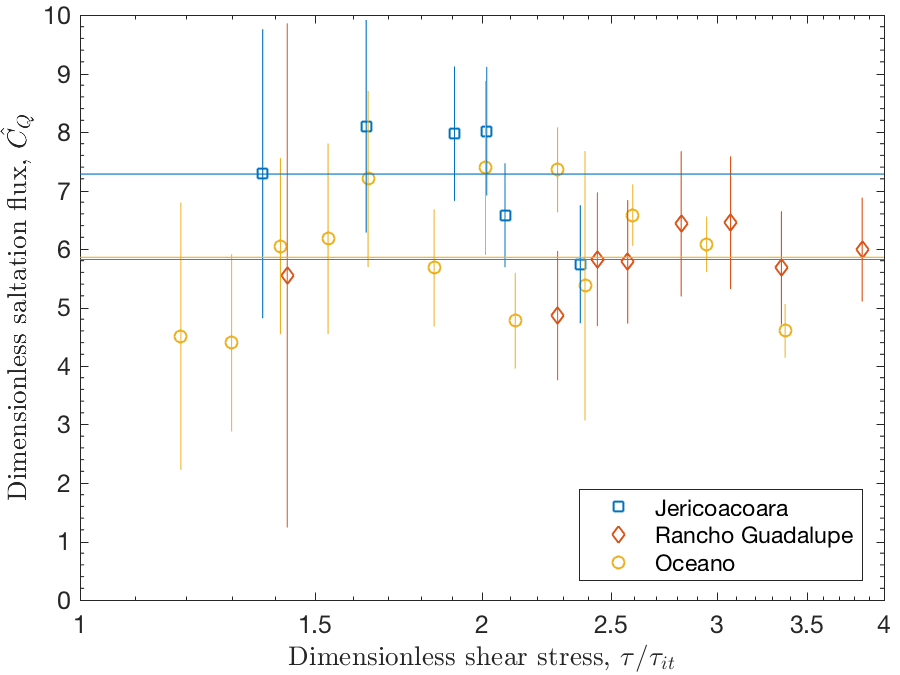 10
9
8
7
6
5
4
3
2
1
0
Dimensionless saltation flux, Ĉ_Q
1 1.5 2 2.5 3 3.5 4
Dimensionless shear stress, τ/τ_it
Jericoacoara
Rancho Guadalupe
Oceano